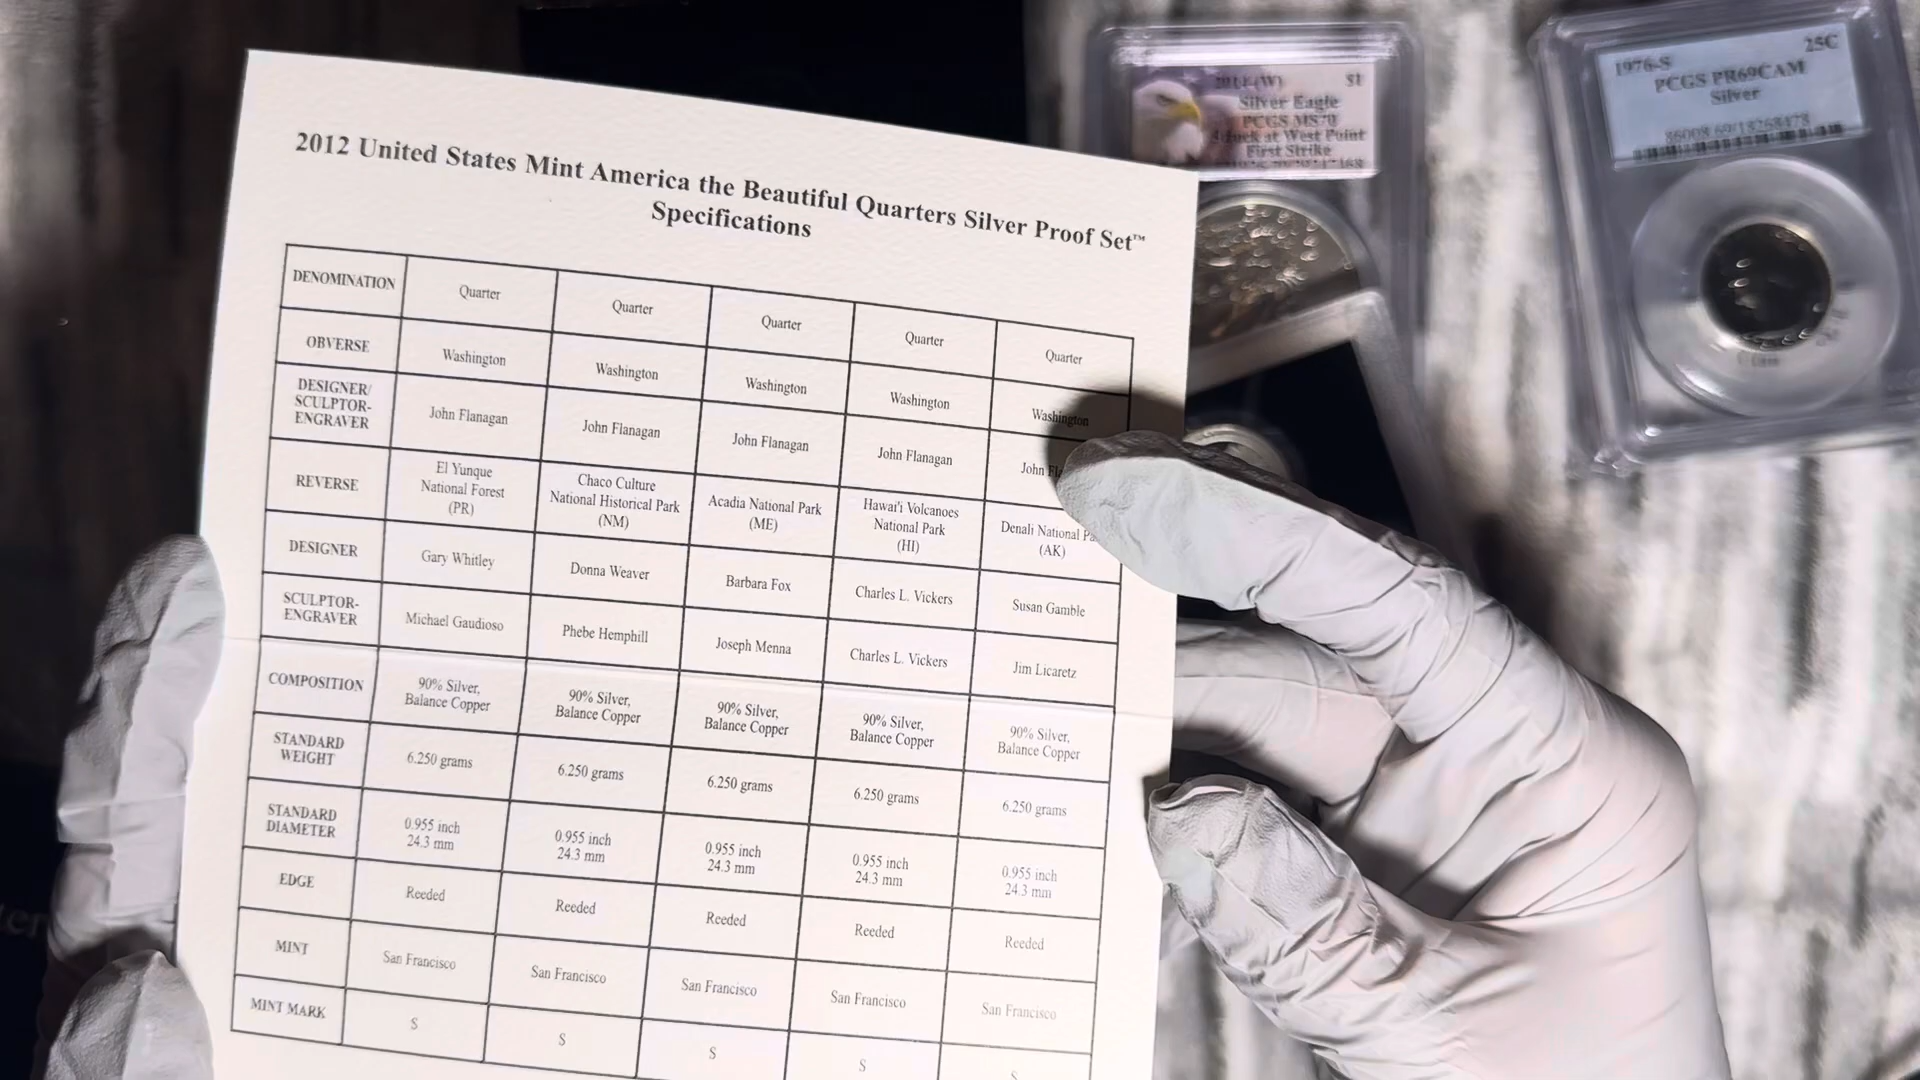 2012 United States Mint America the Beautiful Quarters Silver Proof Set™
Specifications
DENOMINATION Quarter Quarter Quarter Quarter Quarter
OBVERSE Washington Washington Washington Washington Washington
DESIGNER/
SCULPTOR-
ENGRAVER
John Flanagan John Flanagan John Flanagan John Flanagan John
REVERSE
El Yunque
National Forest
(PR)
Chaco Culture
National Historical Park
(NM)
Acadia National Park
(ME)
Hawai'i Volcanoes
National Park
(HI)
Denali National
(AK)
DESIGNER Gary Whitley Donna Weaver Barbara Fox Charles L. Vickers Susan Gamble
SCULPTOR-
ENGRAVER
Michael Gaudioso Phebe Hemphill Joseph Menna Charles L. Vickers Jim Licaretz
COMPOSITION
90% Silver,
Balance Copper
90% Silver,
Balance Copper
90% Silver,
Balance Copper
90% Silver,
Balance Copper
90% Silver,
Balance Copper
STANDARD
WEIGHT
6.250 grams 6.250 grams 6.250 grams 6.250 grams 6.250 grams
STANDARD
DIAMETER
0.955 inch
24.3 mm
0.955 inch
24.3 mm
0.955 inch
24.3 mm
0.955 inch
24.3 mm
0.955 inch
24.3 mm
EDGE Reeded Reeded Reeded Reeded Reeded
MINT San Francisco San Francisco San Francisco San Francisco San Francisco
MINT MARK S S S S S
$1
Silver Eagle
PCGS MS70
Struck at West Point
First Strike
1976-S 25C
PCGS PR69CAM
Silver